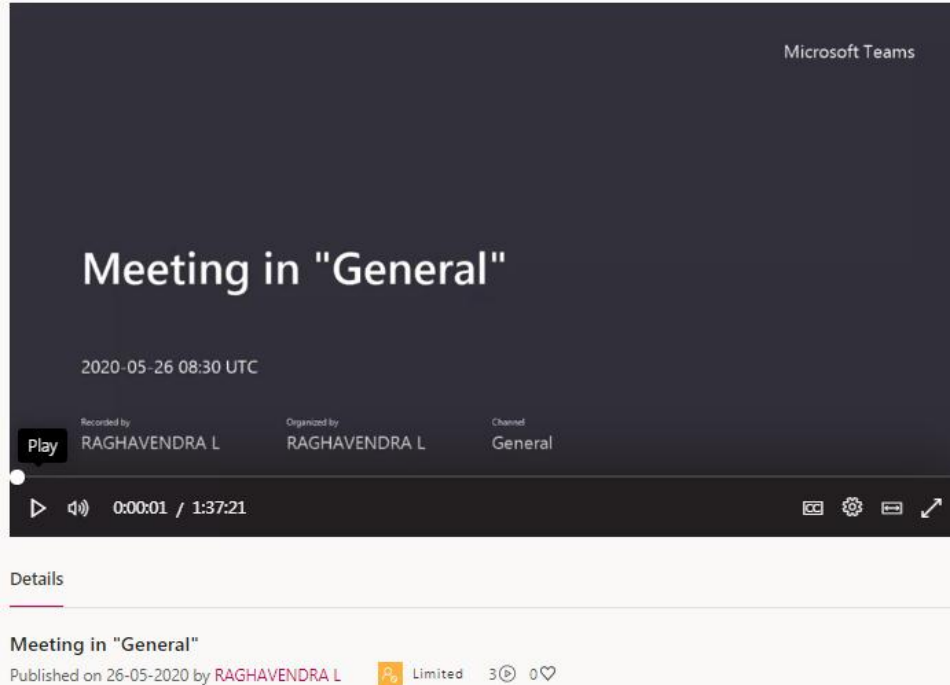 Microsoft Teams
Meeting in "General"
2020-05-26 08:30 UTC
Recorded by Organized by Channel
Play RAGHAVENDRA L RAGHAVENDRA L General
0:00:01 / 1:37:21 CC
Details
Meeting in "General"
Published on 26-05-2020 by RAGHAVENDRA L Limited 3 0